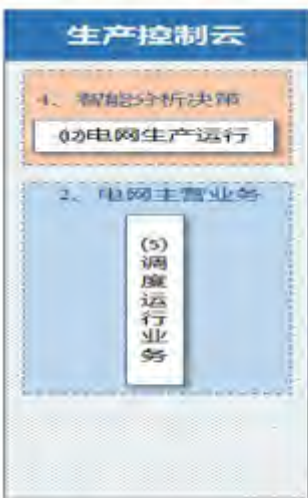 生产控制云
4、智能分析决策
(12)电网生产运行
2、电网主营业务
(5)
调度运行业务